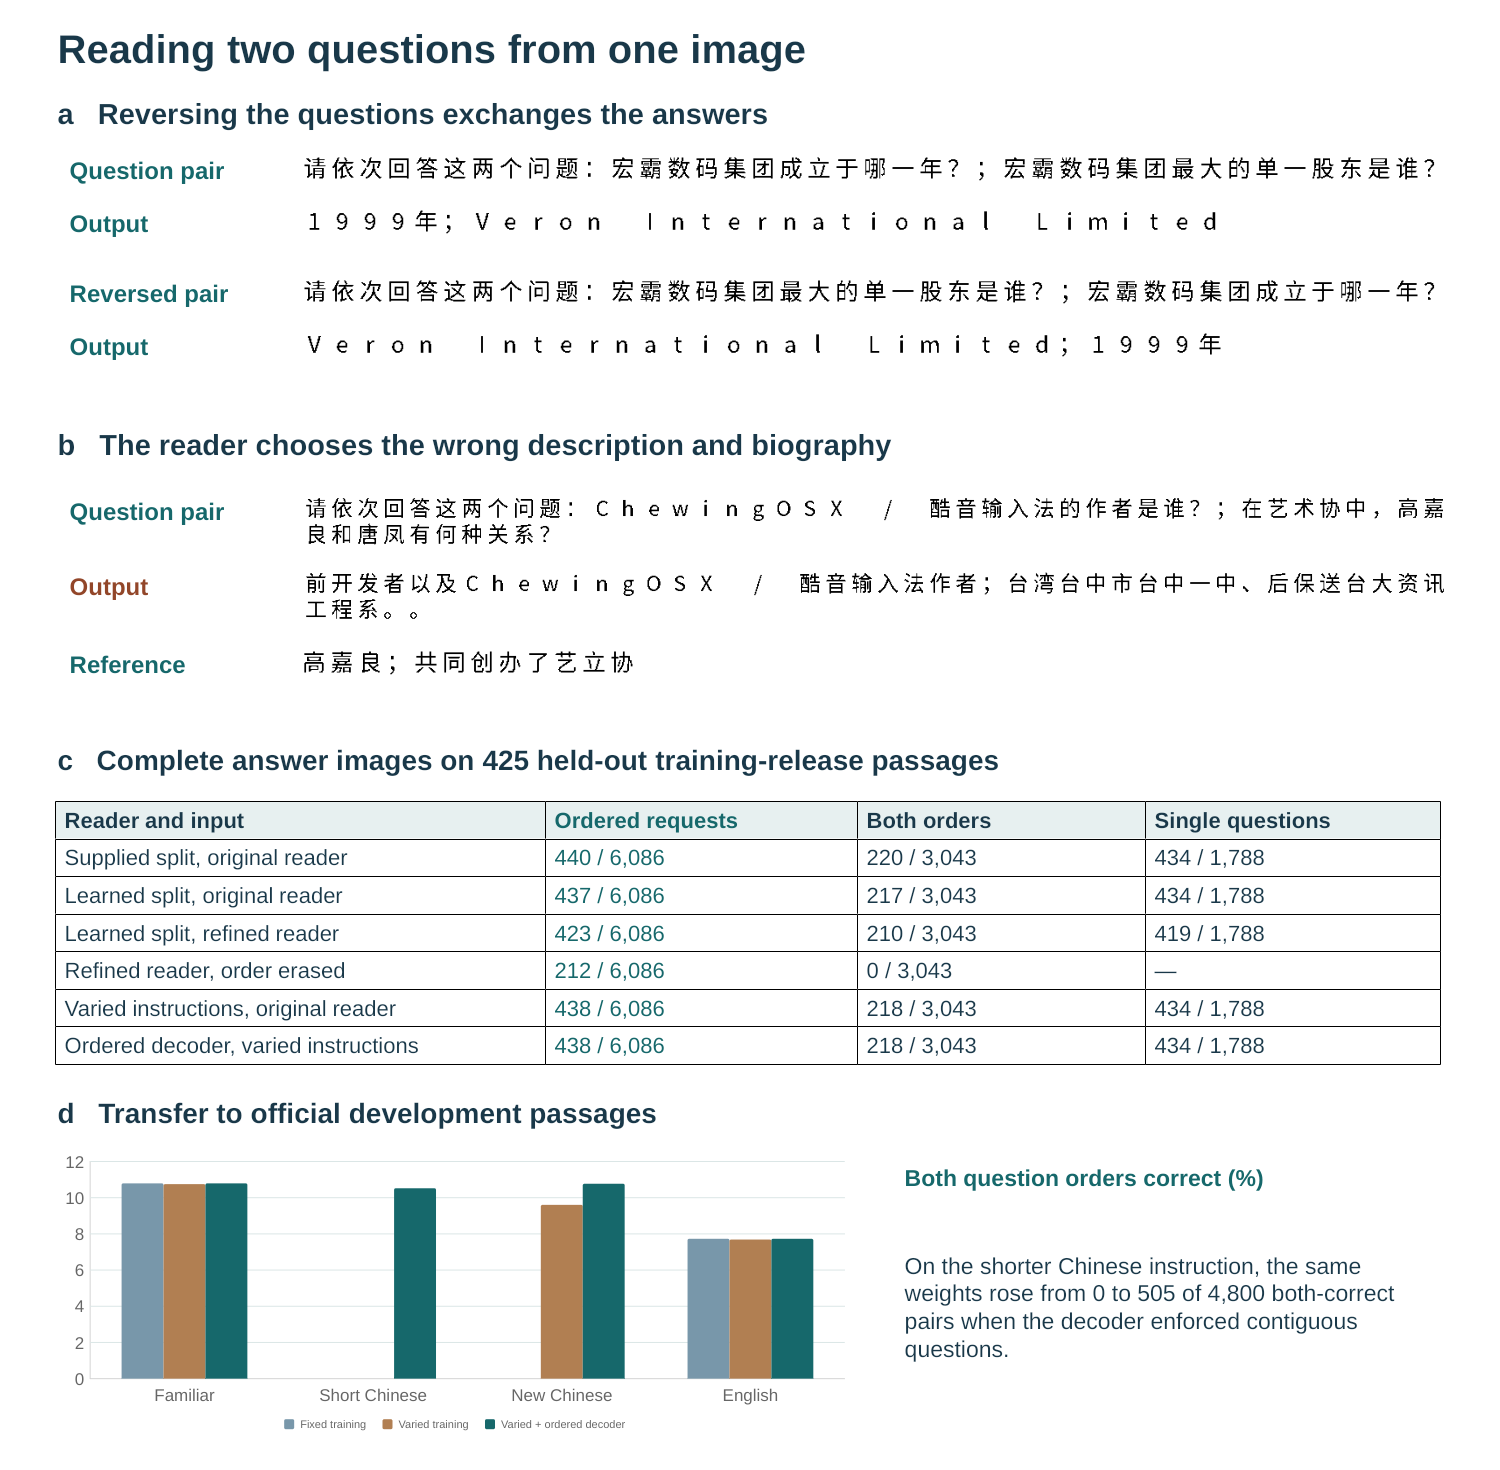 Reading two questions from one image
a Reversing the questions exchanges the answers
Question pair 请依次回答这两个问题：宏霸数码集团成立于哪一年？；宏霸数码集团最大的单一股东是谁？
Output 1999年；Veron International Limited
Reversed pair 请依次回答这两个问题：宏霸数码集团最大的单一股东是谁？；宏霸数码集团成立于哪一年？
Output Veron International Limited；1999年
b The reader chooses the wrong description and biography
Question pair 请依次回答这两个问题：ChewingOSX / 酷音输入法的作者是谁？；在艺术协中，高嘉
良和唐凤有何种关系？
Output 前开发者以及ChewingOSX / 酷音输入法作者；台湾台中市台中一中、后保送台大资讯
工程系。。
Reference 高嘉良；共同创办了艺立协
c Complete answer images on 425 held-out training-release passages
Reader and input Ordered requests Both orders Single questions
Supplied split, original reader 440 / 6,086 220 / 3,043 434 / 1,788
Learned split, original reader 437 / 6,086 217 / 3,043 434 / 1,788
Learned split, refined reader 423 / 6,086 210 / 3,043 419 / 1,788
Refined reader, order erased 212 / 6,086 0 / 3,043 —
Varied instructions, original reader 438 / 6,086 218 / 3,043 434 / 1,788
Ordered decoder, varied instructions 438 / 6,086 218 / 3,043 434 / 1,788
d Transfer to official development passages
12
10
8
6
4
2
0
Familiar Short Chinese New Chinese English
Fixed training Varied training Varied + ordered decoder
Both question orders correct (%)
On the shorter Chinese instruction, the same
weights rose from 0 to 505 of 4,800 both-correct
pairs when the decoder enforced contiguous
questions.